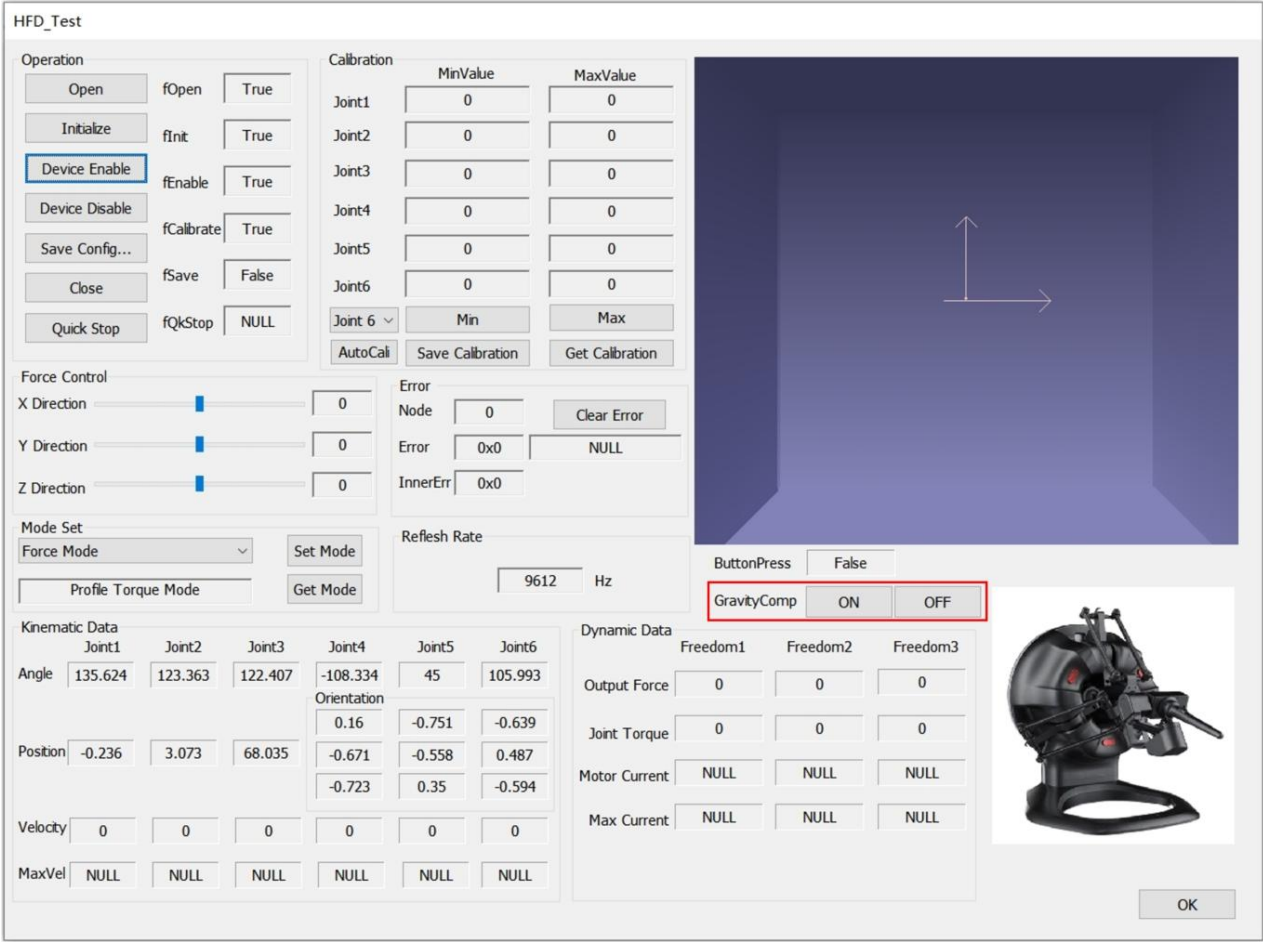 HFD_Test
Operation
Open fOpen True
Initialize fInit True
Device Enable fEnable True
Device Disable fCalibrate True
Save Config... fSave False
Close
Quick Stop fQkStop NULL
Calibration
MinValue MaxValue
Joint1 0 0
Joint2 0 0
Joint3 0 0
Joint4 0 0
Joint5 0 0
Joint6 0 0
Joint 6 Min Max
AutoCali Save Calibration Get Calibration
Force Control
X Direction 0
Y Direction 0
Z Direction 0
Error
Node 0 Clear Error
Error 0x0 NULL
InnerErr 0x0
Mode Set
Force Mode Set Mode
Profile Torque Mode Get Mode
Reflesh Rate
9612 Hz
ButtonPress False
GravityComp ON OFF
Kinematic Data
Joint1 Joint2 Joint3 Joint4 Joint5 Joint6
Angle 135.624 123.363 122.407 -108.334 45 105.993
Orientation
0.16 -0.751 -0.639
Position -0.236 3.073 68.035 -0.671 -0.558 0.487
-0.723 0.35 -0.594
Velocity 0 0 0 0 0 0
MaxVel NULL NULL NULL NULL NULL NULL
Dynamic Data
Freedom1 Freedom2 Freedom3
Output Force 0 0 0
Joint Torque 0 0 0
Motor Current NULL NULL NULL
Max Current NULL NULL NULL
OK